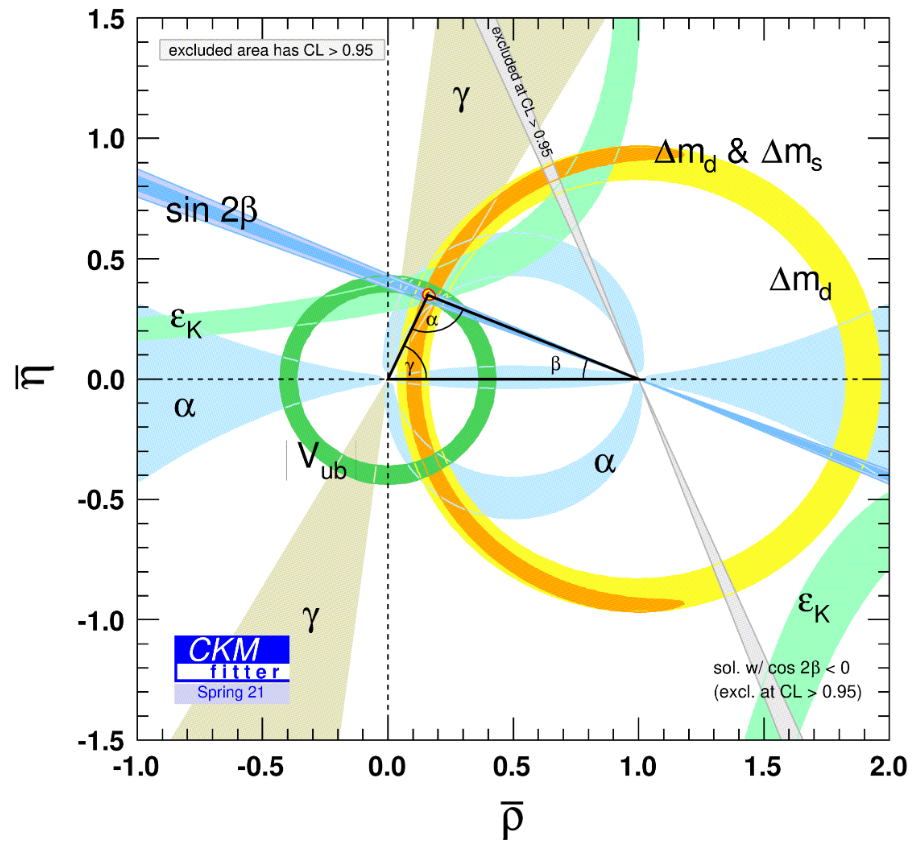 1.5
excluded area has CL > 0.95
excluded at CL > 0.95
γ
1.0
Δm_d & Δm_s
sin 2β
0.5
Δm_d
ε_K
α
η̅
γ
β
0.0
α
α
V_ub
-0.5
ε_K
γ
-1.0
CKM
fitter
Spring 21
sol. w/ cos 2β < 0
(excl. at CL > 0.95)
-1.5
-1.0
-0.5
0.0
0.5
1.0
1.5
2.0
ρ̅